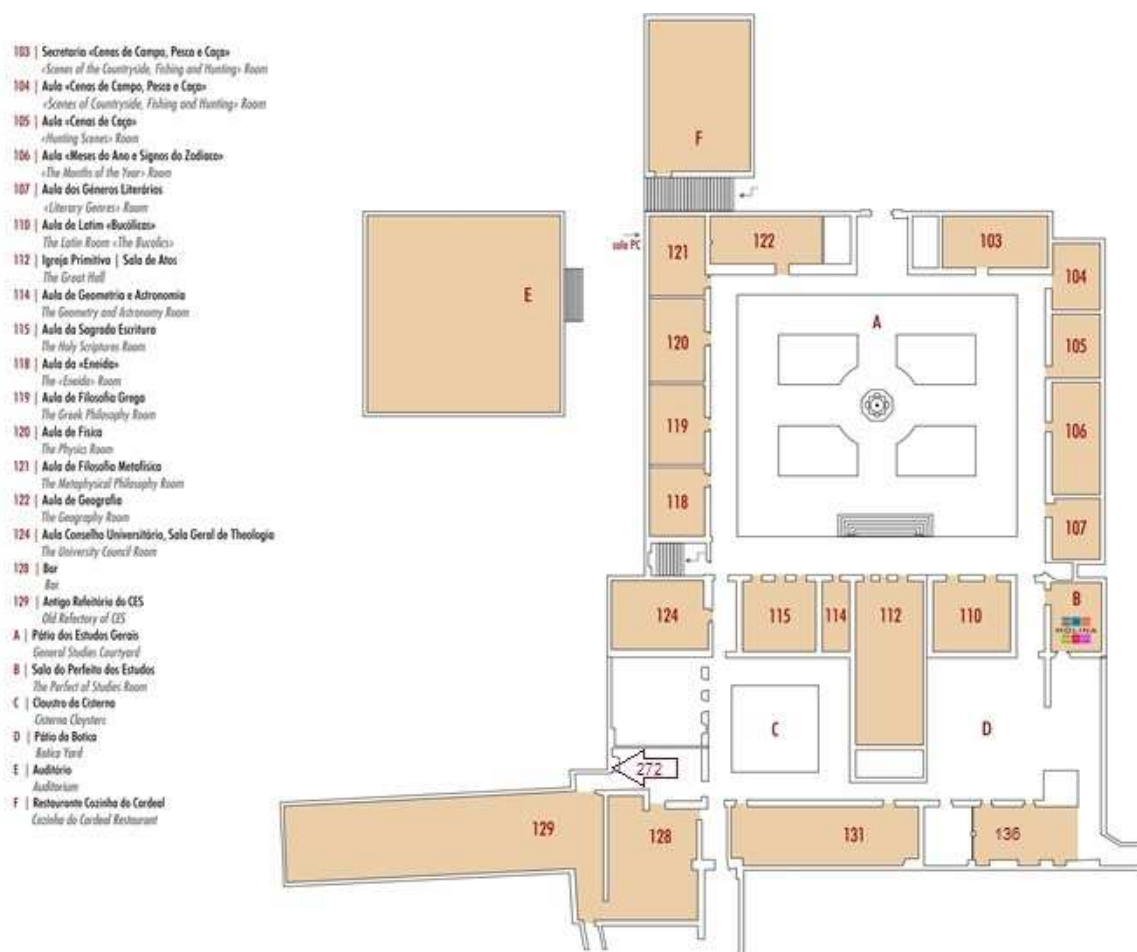 103 | Secretaria «Cenas de Campo, Pesca e Caça»
«Scenes of the Countryside, Fishing and Hunting» Room
104 | Aula «Cenas de Campo, Pesca e Caça»
«Scenes of Countryside, Fishing and Hunting» Room
105 | Aula «Cenas de Caça»
«Hunting Scenes» Room
106 | Aula «Meses do Ano e Signos do Zodíaco»
«The Months of the Year» Room
107 | Aula dos Géneros Literários
«Literary Genres» Room
110 | Aula de Latim «Bucólicas»
The Latin Room «The Bucolics»
112 | Igreja Primitiva | Sala de Atos
The Great Hall
114 | Aula de Geometria e Astronomia
The Geometry and Astronomy Room
115 | Aula da Sagrada Escritura
The Holy Scriptures Room
118 | Aula da «Eneida»
The «Eneida» Room
119 | Aula de Filosofia Grega
The Greek Philosophy Room
120 | Aula de Física
The Physics Room
121 | Aula de Filosofia Metafísica
The Metaphysical Philosophy Room
122 | Aula de Geografia
The Geography Room
124 | Aula Conselho Universitário, Sala Geral de Theologia
The University Council Room
128 | Bar
Bar
129 | Antigo Refeitório do CES
Old Refectory of CES
A | Pátio dos Estudos Gerais
General Studies Courtyard
B | Sala do Perfeito dos Estudos
The Perfect of Studies Room
C | Claustro da Cisterna
Cisterna Cloysters
D | Pátio da Botica
Botica Yard
E | Auditório
Auditorium
F | Restaurante Cozinha do Cardeal
Cozinha do Cardeal Restaurant
F
sala PC
121
122
103
104
E
A
120
105
119
106
118
107
124
115
114
112
110
B
MOLINA
C
D
272
129
128
131
136